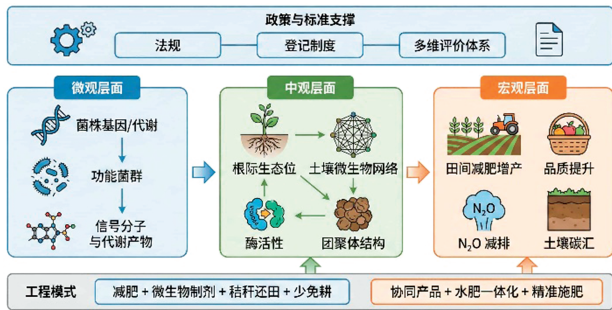 政策与标准支撑
法规
登记制度
多维评价体系
微观层面
菌株基因/代谢
功能菌群
信号分子
与代谢产物
中观层面
根际生态位
土壤微生物网络
酶活性
团聚体结构
宏观层面
田间减肥增产
品质提升
N₂O
N₂O 减排
土壤碳汇
工程模式
减肥 + 微生物制剂 + 秸秆还田 + 少免耕
协同产品 + 水肥一体化 + 精准施肥